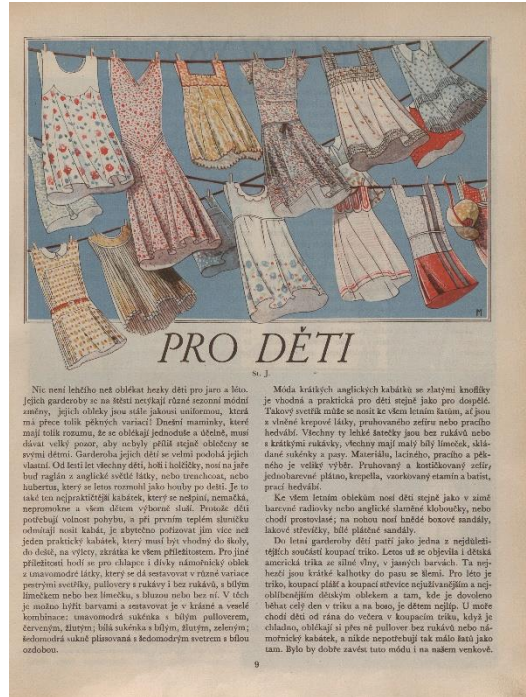 M
PRO DĚTI
St. J.
Nic není lehčího než oblékat hezky děti pro jaro a léto.
Jejich garderoby se na štěstí netýkají různé sezonní módní
změny, jejich obleky jsou stále jakousi uniformou, která
má přece tolik pěkných variací! Dnešní maminky, které
mají tolik rozumu, že se oblékají jednoduše a účelně, musí
dávat velký pozor, aby nebyly příliš stejně oblečeny se
svými dětmi. Garderoba jejich dětí se velmi podobá jejich
vlastní. Od šesti let všechny děti, hoši i holčičky, nosí na jaře
buď raglán z anglické světlé látky, nebo trenchcoat, nebo
hubertus, který se letos rozmohl jako houby po dešti. Je to
také ten nejpraktičtější kabátek, který se nešpiní, nemačká,
nepromokne a všem dětem výborně sluší. Protože děti
potřebují volnost pohybu, a při prvním teplém sluníčku
odmítají nosit kabát, je zbytečno pořizovat jim více než
jeden praktický kabátek, který musí být vhodný do školy,
do deště, na výlety, zkrátka ke všem příležitostem. Pro jiné
příležitosti hodí se pro chlapce i dívky námořnický oblek
z tmavomodré látky, který se dá sestavovat v různé variace
pestrými svetříky, pullovery s rukávy i bez rukávů, s bílým
límečkem nebo bez límečku, s bluzou nebo bez ní. V těch
je možno hýřit barvami a sestavovat je v krásné a veselé
kombinace: tmavomodrá sukénka s bílým pulloverem,
červeným, žlutým; bílá sukénka s bílým, žlutým, zeleným;
šedomodrá sukně plissovaná s šedomodrým svetrem s bílou
ozdobou.
Móda krátkých anglických kabátků se zlatými knoflíky
je vhodná a praktická pro děti stejně jako pro dospělé.
Takový svetřík může se nosit ke všem letním šatům, ať jsou
z vlněné krepové látky, pruhovaného zefíru nebo pracího
hedvábí. Všechny ty lehké šatečky jsou bez rukávů nebo
s krátkými rukávky, všechny mají malý bílý límeček, sklá-
dané sukénky z pasy. Materiálu, laciného, pracího a pěk-
ného je veliký výběr. Pruhovaný a kostičkovaný zefír,
jednobarevné plátno, krepella, vzorkovaný etamin a batist,
prací hedvábí.
Ke všem letním oblekům nosí děti stejně jako v zimě
barevné radiovky nebo anglické slaměné kloboučky, nebo
chodí prostovlasé; na nohou nosí hnědé boxové sandály,
lakové střevíčky, bílé plátěné sandály.
Do letní garderoby dětí patří jako jedna z nejdůleži-
tějších součástí koupací triko. Letos už se objevila i dětská
americká trika ze silné vlny, v jasných barvách. Ta nej-
hezčí jsou krátké kalhotky do pasu se šlemi. Pro léto je
triko, koupací plášť a koupací střevíce nejužívanějším a nej-
oblíbenějším dětským oblekem a tam, kde je dovoleno
běhat celý den v triku a na boso, je dětem nejlíp. U moře
chodí děti od rána do večera v koupacím triku, když je
chladno, oblékají si přes ně pullover bez rukávů nebo ná-
mořnický kabátek, a nikde nepotřebují tak málo šatů jako
tam. Bylo by dobře zavést tuto módu i na našem venkově.
9